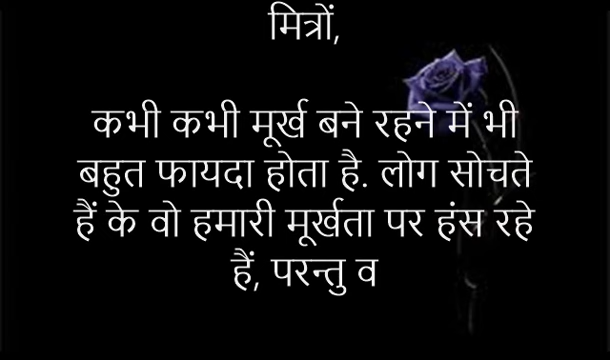 मित्रों,
कभी कभी मूर्ख बने रहने में भी
बहुत फायदा होता है. लोग सोचते
हैं के वो हमारी मूर्खता पर हंस रहे
हैं, परन्तु व